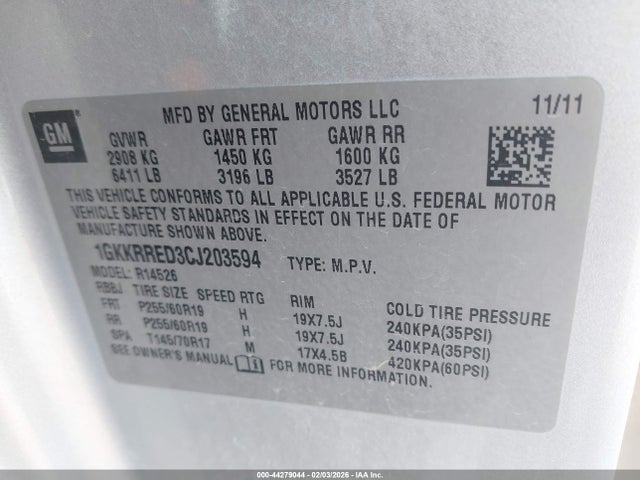 GM
MFD BY GENERAL MOTORS LLC 11/11
GVWR GAWR FRT GAWR RR
2908 KG 1450 KG 1600 KG
6411 LB 3196 LB 3527 LB
THIS VEHICLE CONFORMS TO ALL APPLICABLE U.S. FEDERAL MOTOR
VEHICLE SAFETY STANDARDS IN EFFECT ON THE DATE OF
MANUFACTURE SHOWN ABOVE.
1GKKRRED3CJ203594 TYPE: M.P.V.
MODEL: R14526
RBBJ TIRE SIZE SPEED RTG RIM COLD TIRE PRESSURE
FRT P255/60R19 H 19X7.5J 240KPA(35PSI)
RR P255/60R19 H 19X7.5J 240KPA(35PSI)
SPA T145/70R17 M 17X4.5B 420KPA(60PSI)
SEE OWNER'S MANUAL FOR MORE INFORMATION.
000-44279044 - 02/03/2026 - IAA Inc.